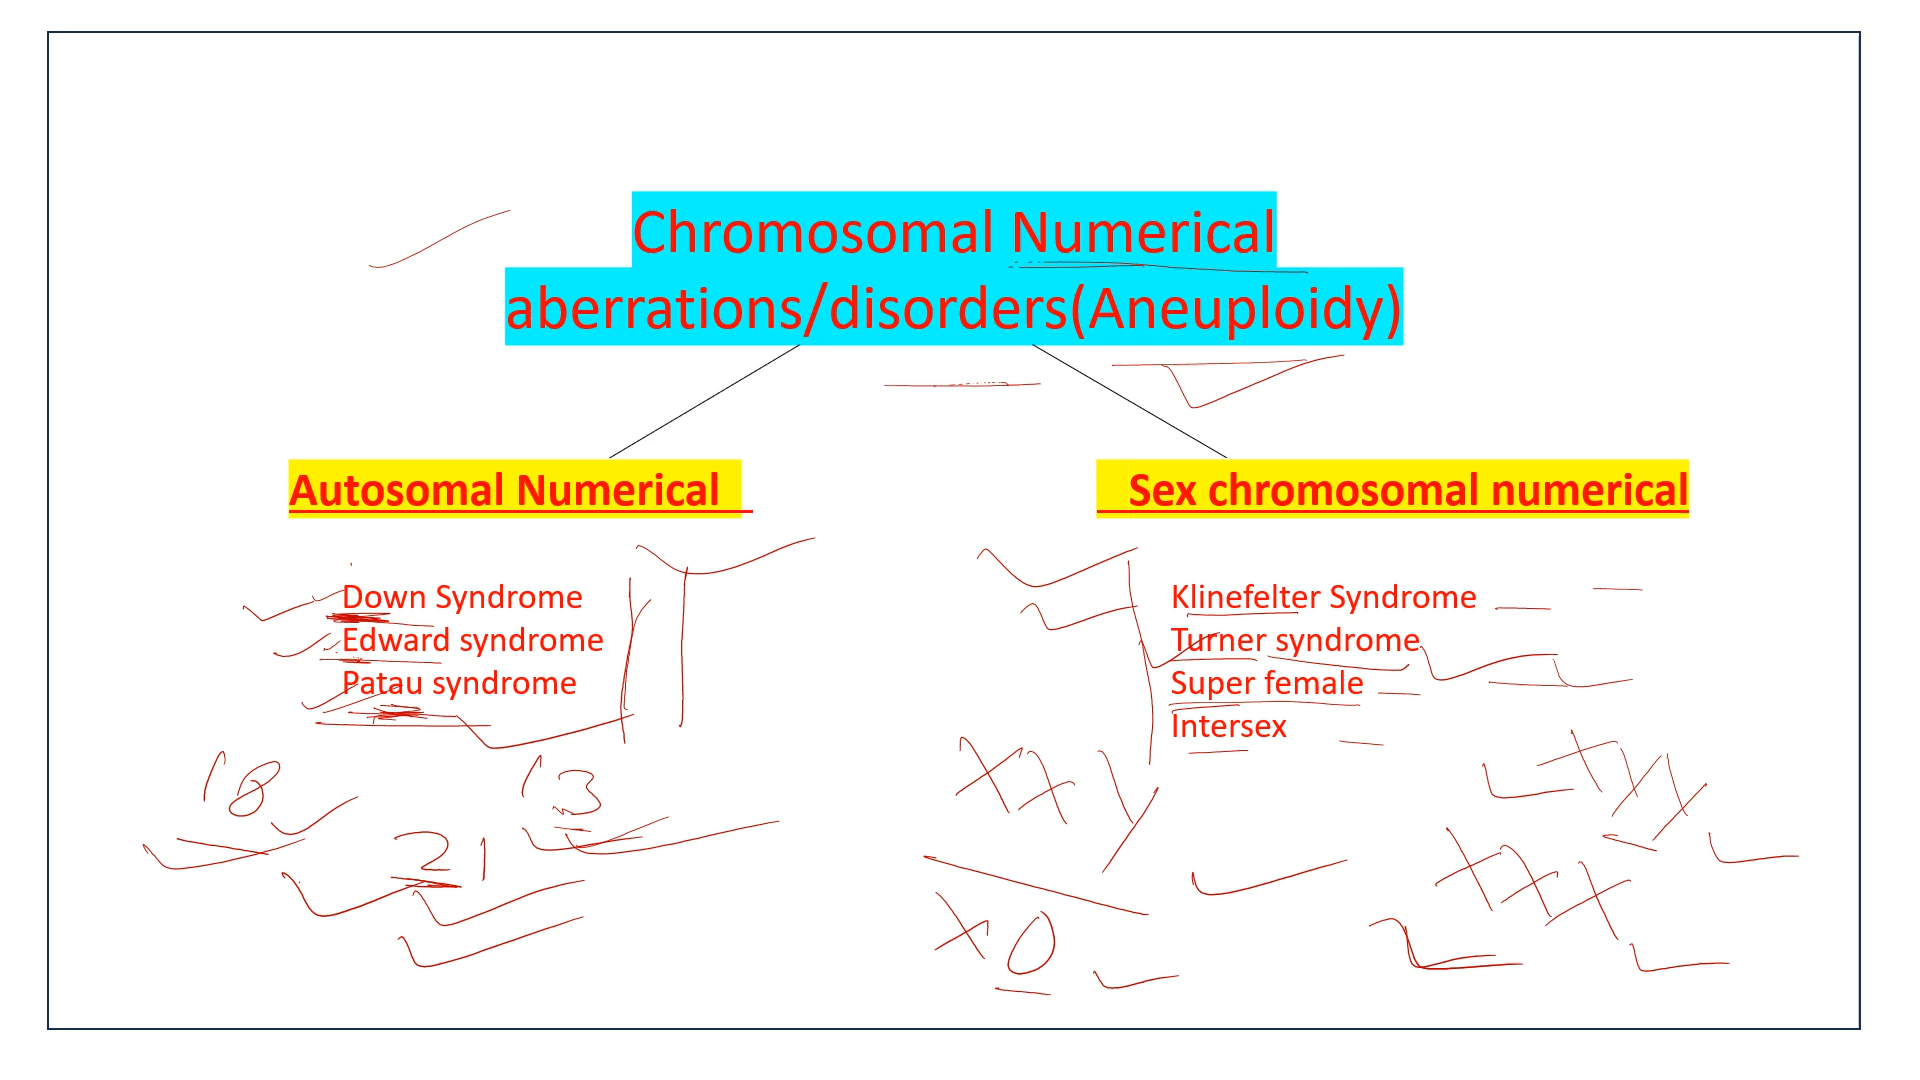 Chromosomal Numerical
aberrations/disorders(Aneuploidy)
Autosomal Numerical
Sex chromosomal numerical
Down Syndrome
Edward syndrome
Patau syndrome
Klinefelter Syndrome
Turner syndrome
Super female
Intersex
18
13
21
XXY
XO
XXX